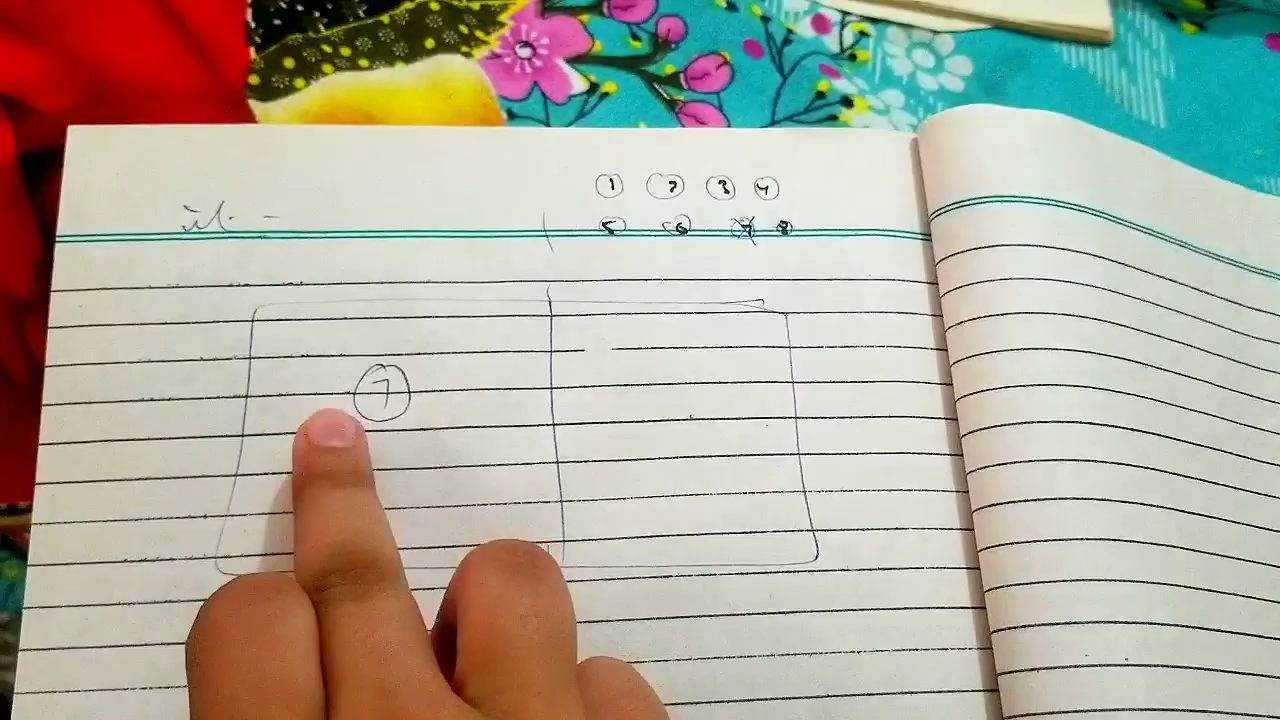 ① ② ③ ④
⑤ ⑥ ⑦ ⑧
⑦